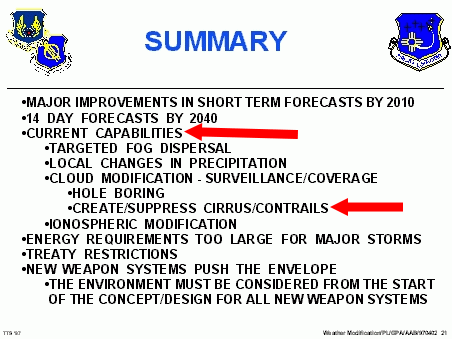 SUMMARY
•MAJOR IMPROVEMENTS IN SHORT TERM FORECASTS BY 2010
•14 DAY FORECASTS BY 2040
•CURRENT CAPABILITIES
•TARGETED FOG DISPERSAL
•LOCAL CHANGES IN PRECIPITATION
•CLOUD MODIFICATION - SURVEILLANCE/COVERAGE
•HOLE BORING
•CREATE/SUPPRESS CIRRUS/CONTRAILS
•IONOSPHERIC MODIFICATION
•ENERGY REQUIREMENTS TOO LARGE FOR MAJOR STORMS
•TREATY RESTRICTIONS
•NEW WEAPON SYSTEMS PUSH THE ENVELOPE
•THE ENVIRONMENT MUST BE CONSIDERED FROM THE START
OF THE CONCEPT/DESIGN FOR ALL NEW WEAPON SYSTEMS
Weather Modification/PL/GPA/AAB/970402 21